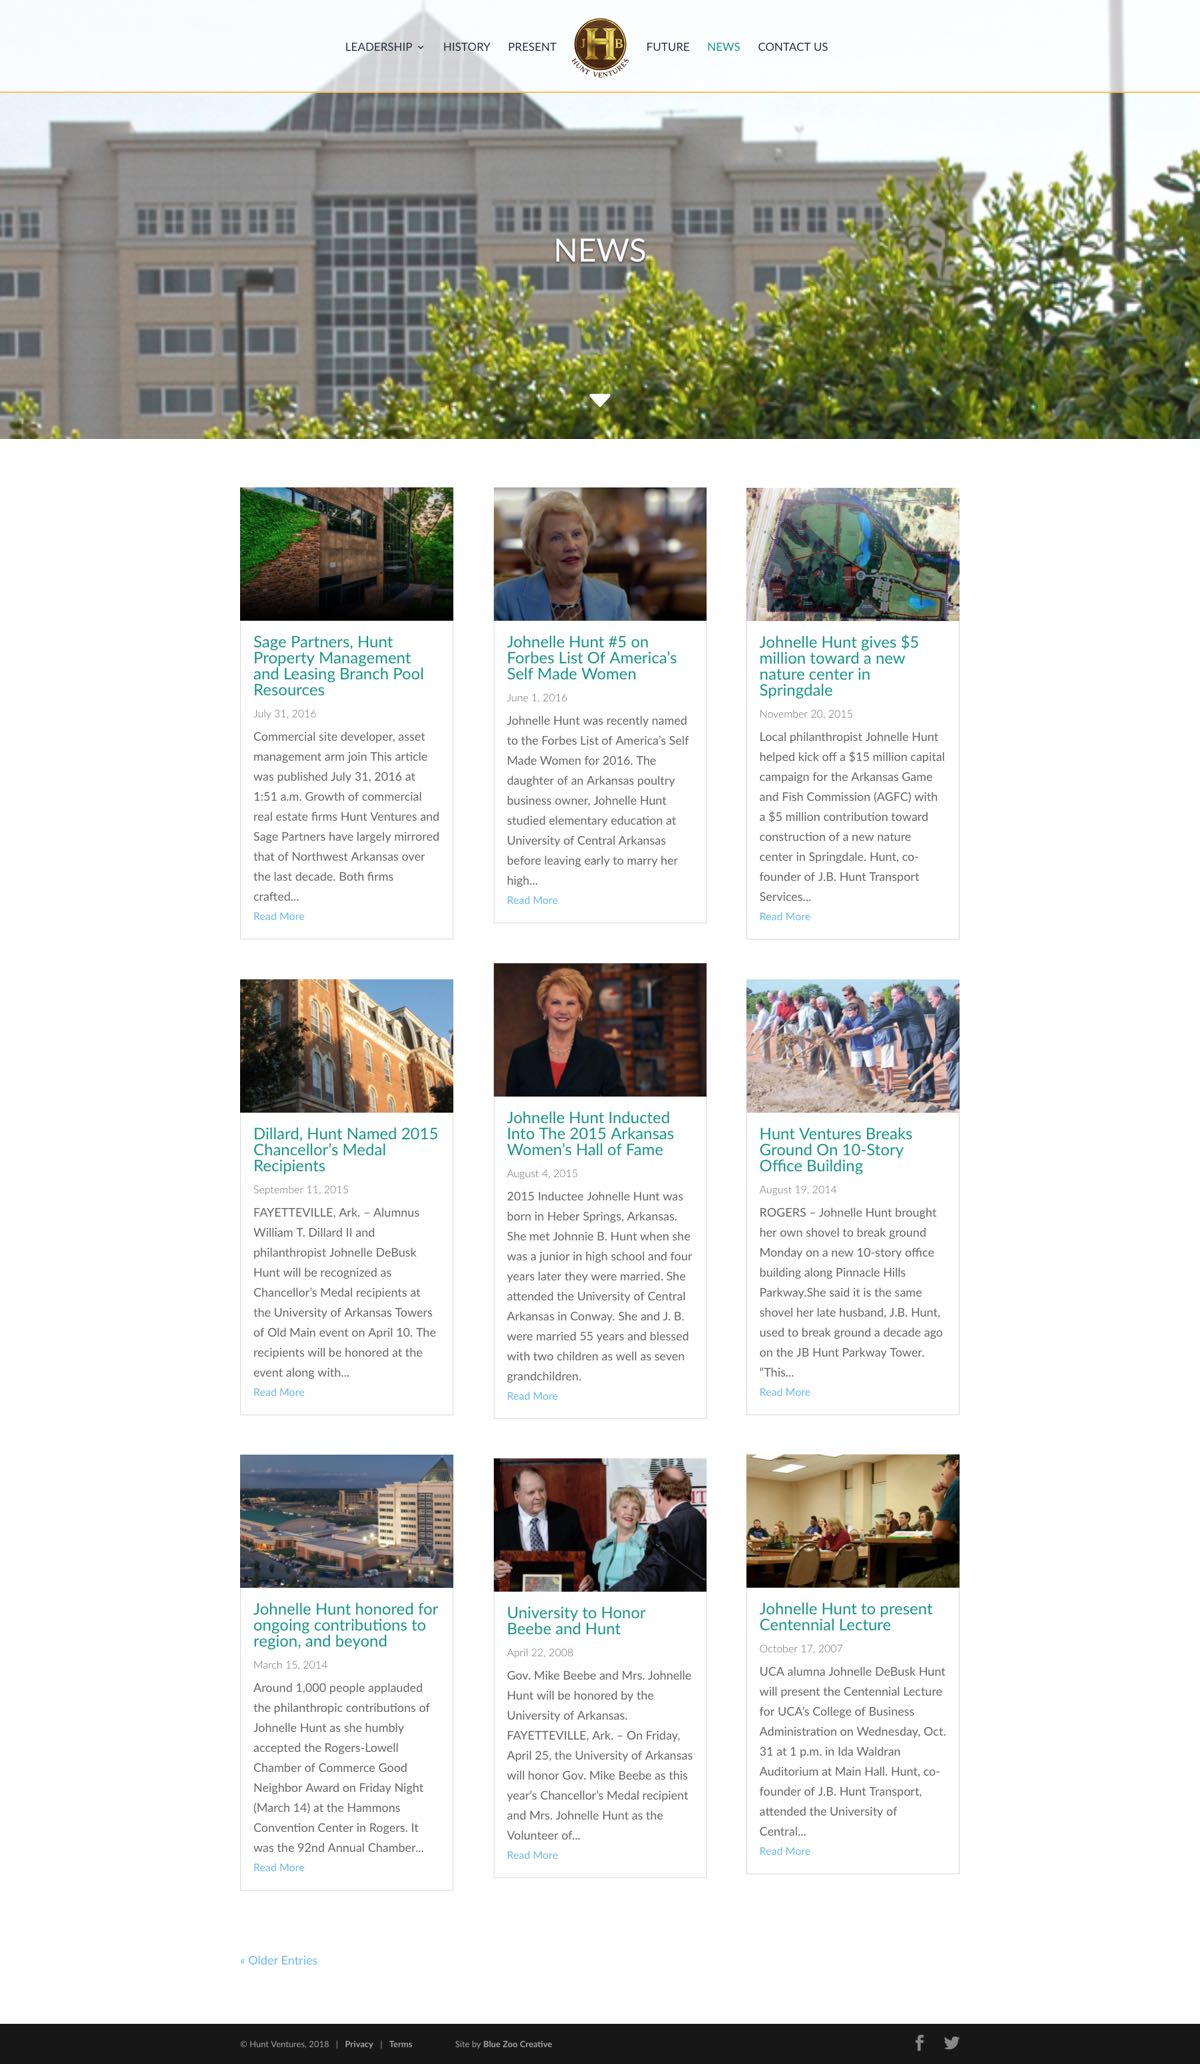 LEADERSHIP
HISTORY
PRESENT
J H B
HUNT VENTURES
FUTURE
NEWS
CONTACT US
NEWS
Sage Partners, Hunt
Property Management
and Leasing Branch Pool
Resources
July 31, 2016
Commercial site developer, asset
management arm join This article
was published July 31, 2016 at
1:51 a.m. Growth of commercial
real estate firms Hunt Ventures and
Sage Partners have largely mirrored
that of Northwest Arkansas over
the last decade. Both firms
crafted...
Read More
Johnelle Hunt #5 on
Forbes List Of America’s
Self Made Women
June 1, 2016
Johnelle Hunt was recently named
to the Forbes List of America’s Self
Made Women for 2016. The
daughter of an Arkansas poultry
business owner, Johnelle Hunt
studied elementary education at
University of Central Arkansas
before leaving early to marry her
high...
Read More
Johnelle Hunt gives $5
million toward a new
nature center in
Springdale
November 20, 2015
Local philanthropist Johnelle Hunt
helped kick off a $15 million capital
campaign for the Arkansas Game
and Fish Commission (AGFC) with
a $5 million contribution toward
construction of a new nature
center in Springdale. Hunt, co-
founder of J.B. Hunt Transport
Services...
Read More
Dillard, Hunt Named 2015
Chancellor’s Medal
Recipients
September 11, 2015
FAYETTEVILLE, Ark. – Alumnus
William T. Dillard II and
philanthropist Johnelle DeBusk
Hunt will be recognized as
Chancellor’s Medal recipients at
the University of Arkansas Towers
of Old Main event on April 10. The
recipients will be honored at the
event along with...
Read More
Johnelle Hunt Inducted
Into The 2015 Arkansas
Women’s Hall of Fame
August 4, 2015
2015 Inductee Johnelle Hunt was
born in Heber Springs, Arkansas.
She met Johnnie B. Hunt when she
was a junior in high school and four
years later they were married. She
attended the University of Central
Arkansas in Conway. She and J. B.
were married 55 years and blessed
with two children as well as seven
grandchildren.
Read More
Hunt Ventures Breaks
Ground On 10-Story
Office Building
August 19, 2014
ROGERS – Johnelle Hunt brought
her own shovel to break ground
Monday on a new 10-story office
building along Pinnacle Hills
Parkway.She said it is the same
shovel her late husband, J.B. Hunt,
used to break ground a decade ago
on the JB Hunt Parkway Tower.
“This...
Read More
Johnelle Hunt honored for
ongoing contributions to
region, and beyond
March 15, 2014
Around 1,000 people applauded
the philanthropic contributions of
Johnelle Hunt as she humbly
accepted the Rogers-Lowell
Chamber of Commerce Good
Neighbor Award on Friday Night
(March 14) at the Hammons
Convention Center in Rogers. It
was the 92nd Annual Chamber...
Read More
University to Honor
Beebe and Hunt
April 22, 2008
Gov. Mike Beebe and Mrs. Johnelle
Hunt will be honored by the
University of Arkansas.
FAYETTEVILLE, Ark. – On Friday,
April 25, the University of Arkansas
will honor Gov. Mike Beebe as this
year’s Chancellor’s Medal recipient
and Mrs. Johnelle Hunt as the
Volunteer of...
Read More
Johnelle Hunt to present
Centennial Lecture
October 17, 2007
UCA alumna Johnelle DeBusk Hunt
will present the Centennial Lecture
for UCA’s College of Business
Administration on Wednesday, Oct.
31 at 1 p.m. in Ida Waldran
Auditorium at Main Hall. Hunt, co-
founder of J.B. Hunt Transport,
attended the University of
Central...
Read More
« Older Entries
© Hunt Ventures, 2018 | Privacy | Terms
Site by Blue Zoo Creative